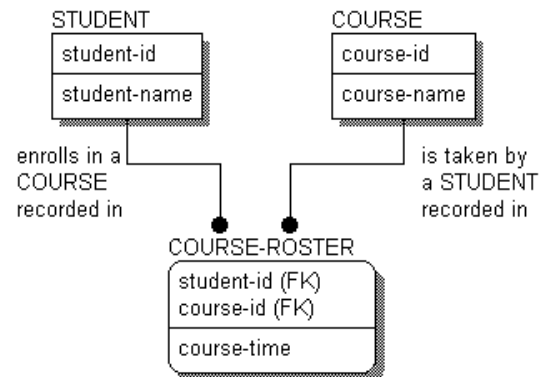 STUDENT
student-id
student-name
COURSE
course-id
course-name
enrolls in a
COURSE
recorded in
is taken by
a STUDENT
recorded in
COURSE-ROSTER
student-id (FK)
course-id (FK)
course-time